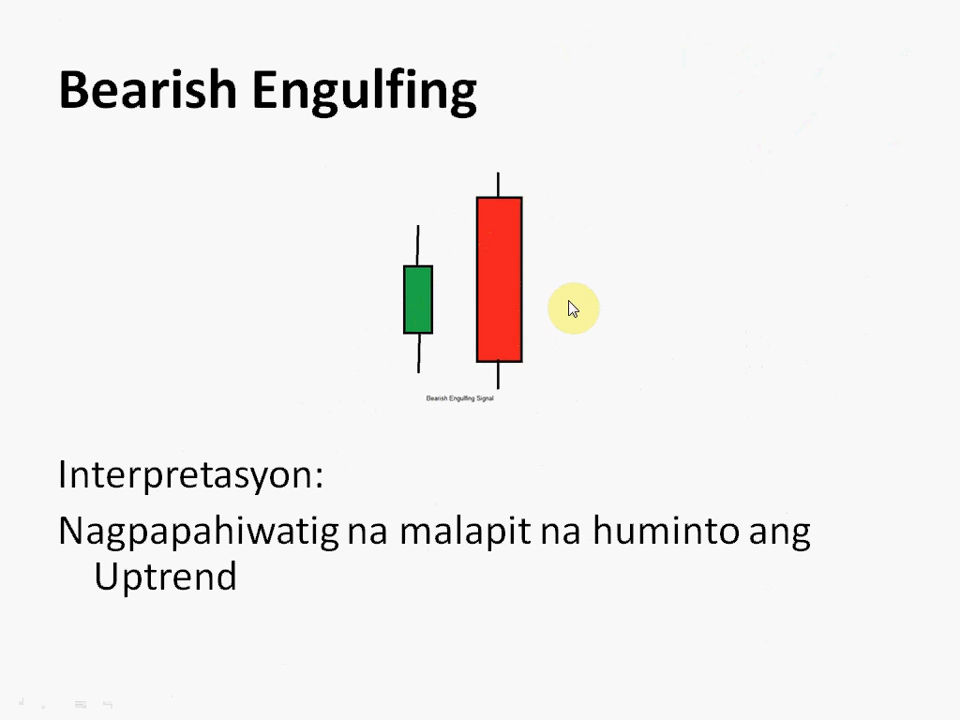 Bearish Engulfing
Bearish Engulfing Signal
Interpretasyon:
Nagpapahiwatig na malapit na huminto ang
Uptrend